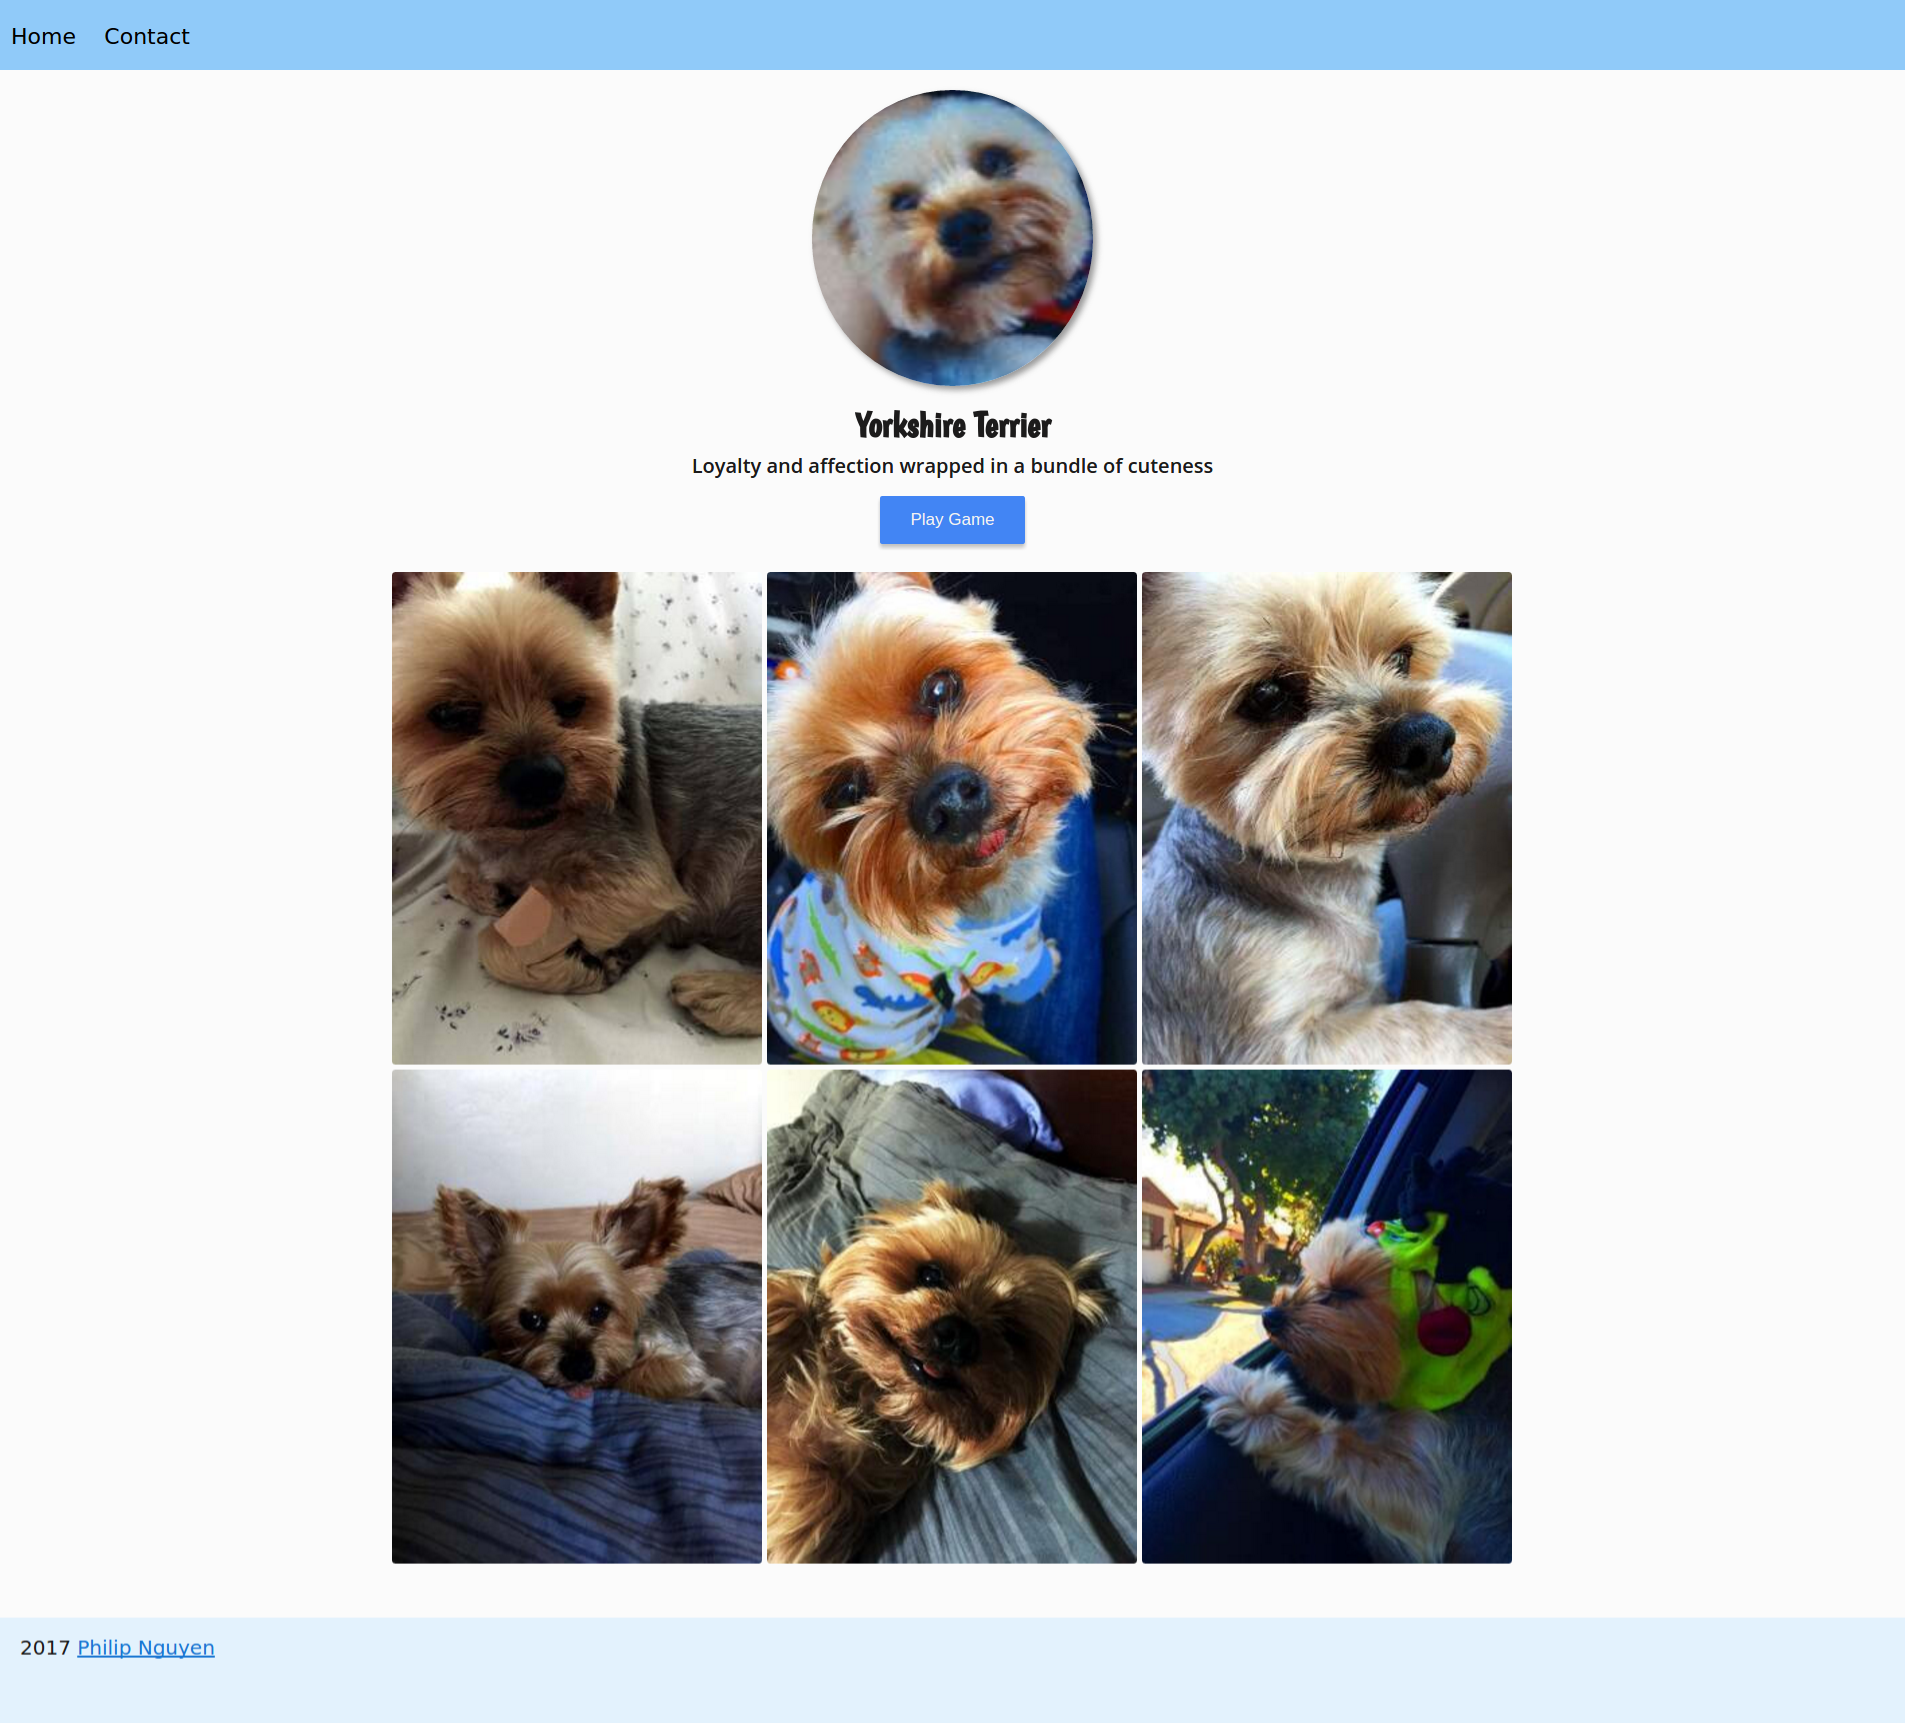 Home Contact
Yorkshire Terrier
Loyalty and affection wrapped in a bundle of cuteness
Play Game
2017 Philip Nguyen